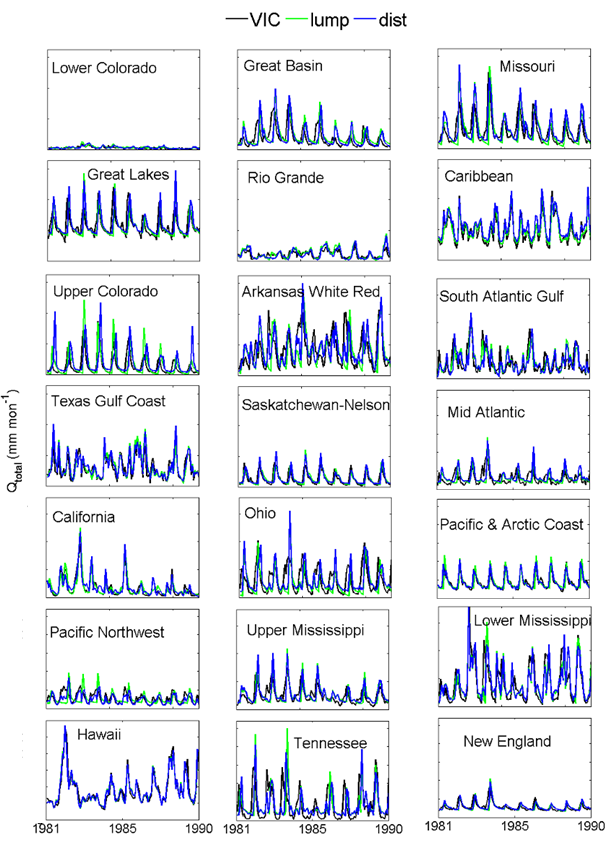 VIC lump dist
Lower Colorado
Great Basin
Missouri
Great Lakes
Rio Grande
Caribbean
Upper Colorado
Arkansas White Red
South Atlantic Gulf
Texas Gulf Coast
Saskatchewan-Nelson
Mid Atlantic
California
Ohio
Pacific & Arctic Coast
Pacific Northwest
Upper Mississippi
Lower Mississippi
Hawaii
Tennessee
New England
Qtotal (mm mon-1)
1981 1985 1990
1981 1985 1990
1981 1985 1990